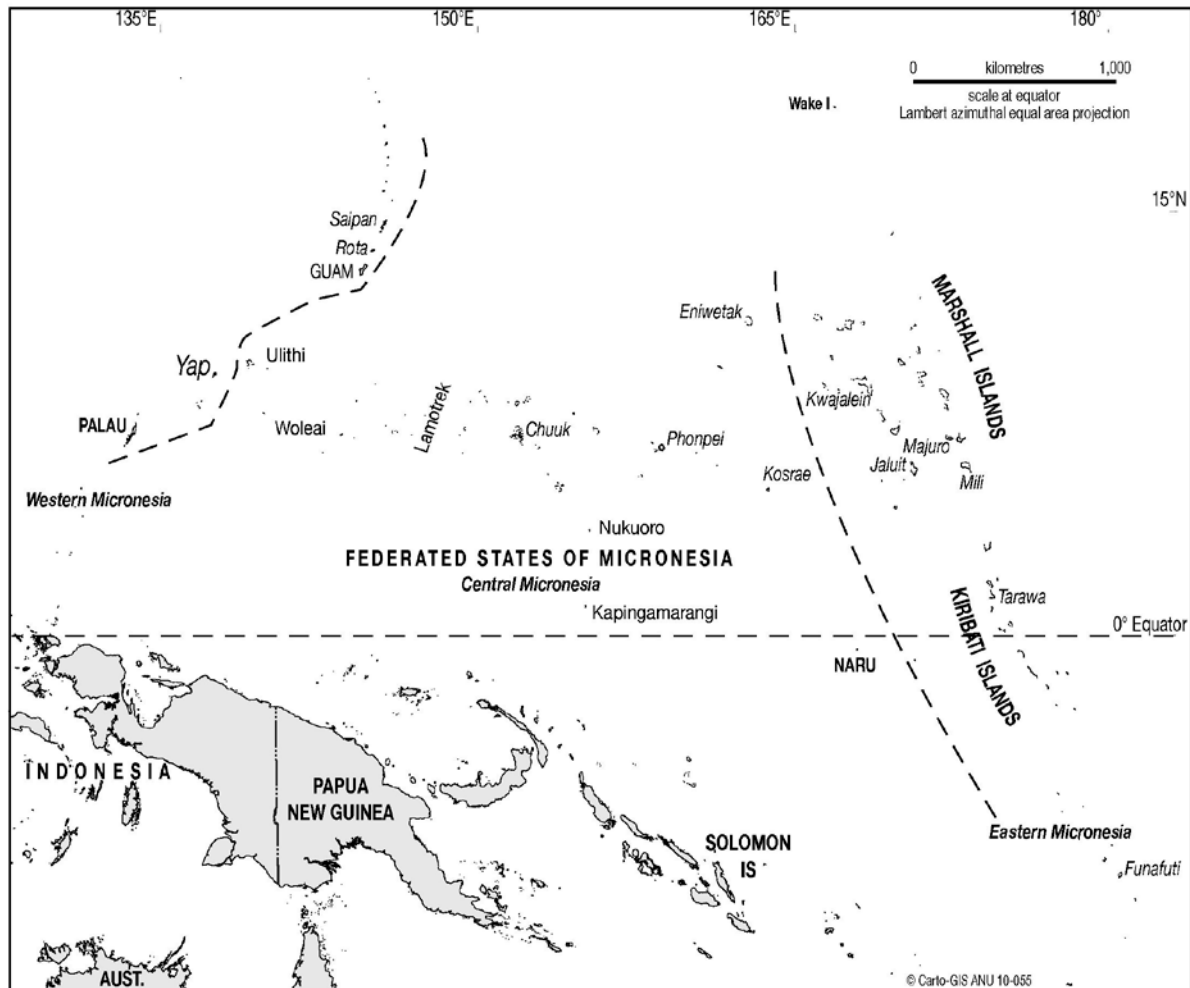 135°E
150°E
165°E
180°
0 kilometres 1,000
scale at equator
Lambert azimuthal equal area projection
Wake I
15°N
Saipan
Rota
GUAM
MARSHALL ISLANDS
Eniwetak
Ulithi
Yap
Kwajalein
Lamotrek
PALAU
Woleai
Chuuk
Phonpei
Majuro
Jaluit
Kosrae
Mili
Western Micronesia
Nukuoro
FEDERATED STATES OF MICRONESIA
Central Micronesia
Tarawa
Kapingamarangi
KIRIBATI ISLANDS
0° Equator
NARU
INDONESIA
PAPUA
NEW GUINEA
Eastern Micronesia
SOLOMON
IS
Funafuti
AUST.
© Carto-GIS ANU 10-055